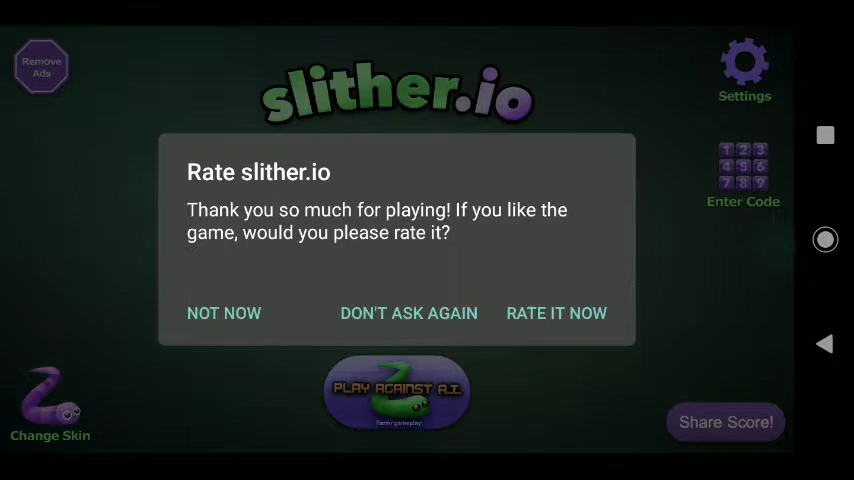 Remove
Ads
slither.io
Settings
1 2 3
4 5 6
7 8 9
Enter Code
Rate slither.io
Thank you so much for playing! If you like the
game, would you please rate it?
NOT NOW
DON'T ASK AGAIN
RATE IT NOW
PLAY AGAINST A.I.
Faster gameplay!
Change Skin
Share Score!